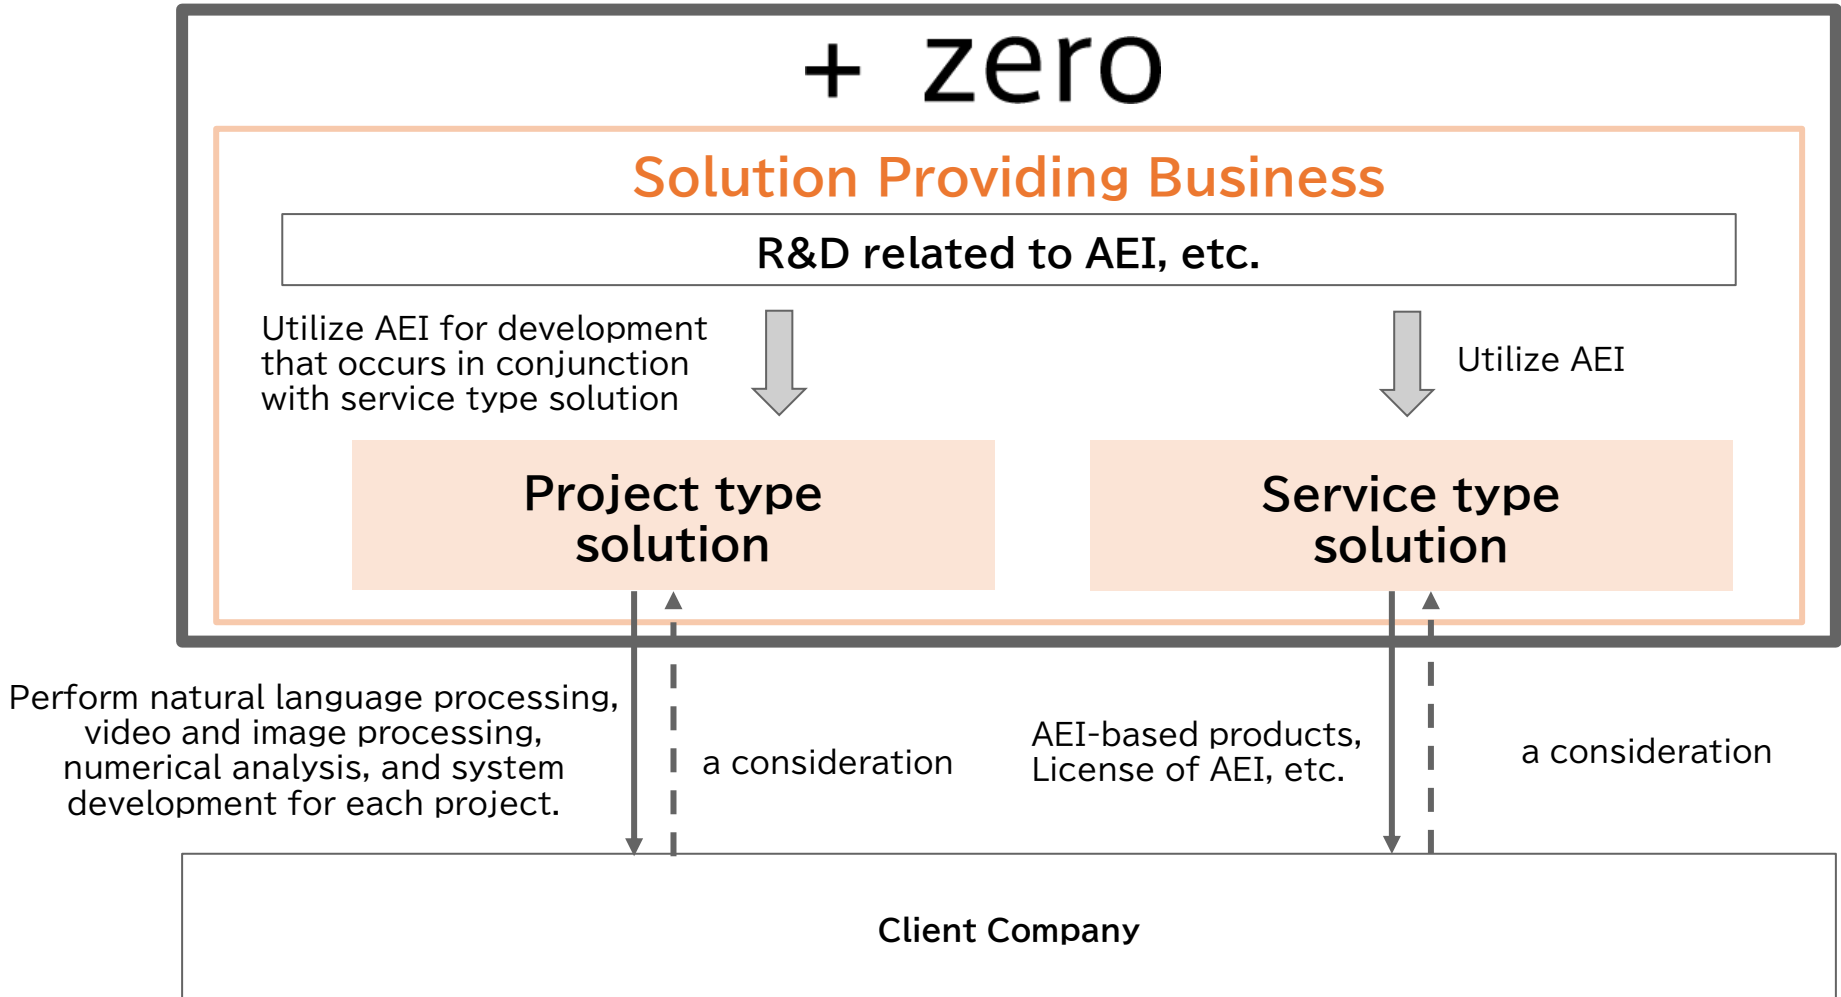 + zero
Solution Providing Business
R&D related to AEI, etc.
Utilize AEI for development
that occurs in conjunction
with service type solution
Utilize AEI
Project type
solution
Service type
solution
Perform natural language processing,
video and image processing,
numerical analysis, and system
development for each project.
a consideration
AEI-based products,
License of AEI, etc.
a consideration
Client Company